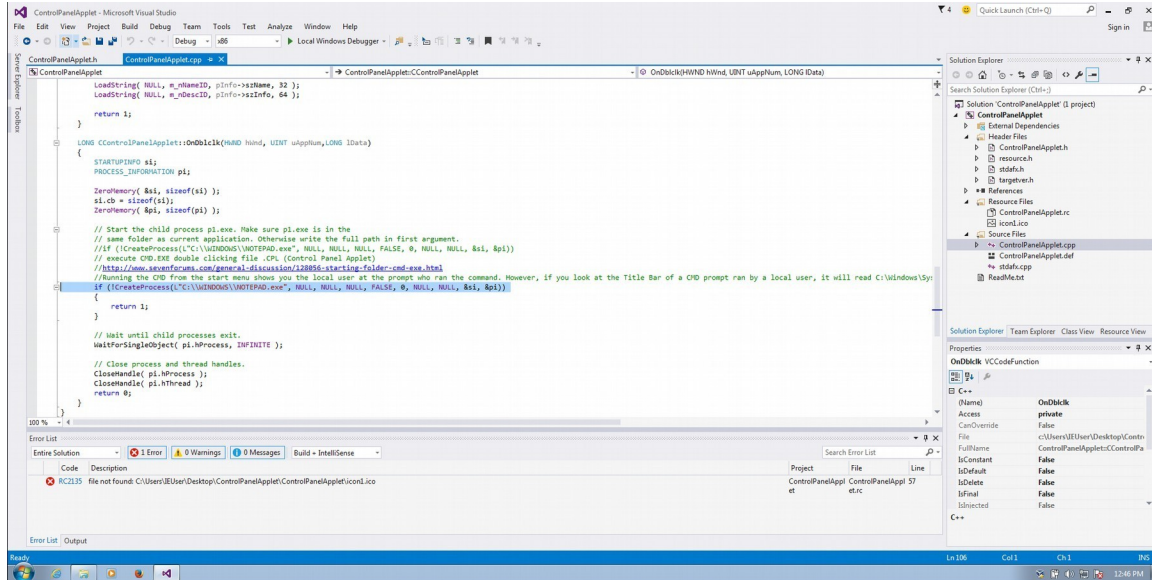 ControlPanelApplet - Microsoft Visual Studio
4
Quick Launch (Ctrl+Q)
File Edit View Project Build Debug Team Tools Test Analyze Window Help
Sign in
Debug x86 Local Windows Debugger
Server Explorer
Toolbox
ControlPanelApplet.h ControlPanelApplet.cpp
ControlPanelApplet ControlPanelApplet::CControlPanelApplet OnDblclk(HWND hWnd, UINT uAppNum, LONG lData)
LoadString( NULL, m_nNameID, pInfo->szName, 32 );
LoadString( NULL, m_nDescID, pInfo->szInfo, 64 );
return 1;
}
LONG CControlPanelApplet::OnDblclk(HWND hWnd, UINT uAppNum,LONG lData)
{
STARTUPINFO si;
PROCESS_INFORMATION pi;
ZeroMemory( &si, sizeof(si) );
si.cb = sizeof(si);
ZeroMemory( &pi, sizeof(pi) );
// Start the child process p1.exe. Make sure p1.exe is in the
// same folder as current application. Otherwise write the full path in first argument.
//if (!CreateProcess(L"C:\\WINDOWS\\NOTEPAD.exe", NULL, NULL, NULL, FALSE, 0, NULL, NULL, &si, &pi))
// execute CMD.EXE double clicking file .CPL (Control Panel Applet)
//http://www.sevenforums.com/general-discussion/128056-starting-folder-cmd-exe.html
//Running the CMD from the start menu shows you the local user at the prompt who ran the command. However, if you look at the Title Bar of a CMD prompt ran by a local user, it will read C:\Windows\Sy
if (!CreateProcess(L"C:\\WINDOWS\\NOTEPAD.exe", NULL, NULL, NULL, FALSE, 0, NULL, NULL, &si, &pi))
{
return 1;
}
// Wait until child processes exit.
WaitForSingleObject( pi.hProcess, INFINITE );
// Close process and thread handles.
CloseHandle( pi.hProcess );
CloseHandle( pi.hThread );
return 0;
}
}
100 %
Error List
Entire Solution 1 Error 0 Warnings 0 Messages Build + IntelliSense
Search Error List
Code Description Project File Line
RC2135 file not found: C:\Users\IEUser\Desktop\ControlPanelApplet\ControlPanelApplet\icon1.ico ControlPanelAppl ControlPanelAppl 57
et et.rc
Error List Output
Solution Explorer
Search Solution Explorer (Ctrl+;)
Solution 'ControlPanelApplet' (1 project)
ControlPanelApplet
External Dependencies
Header Files
ControlPanelApplet.h
resource.h
stdafx.h
targetver.h
References
Resource Files
ControlPanelApplet.rc
icon1.ico
Source Files
ControlPanelApplet.cpp
ControlPanelApplet.def
stdafx.cpp
ReadMe.txt
Solution Explorer Team Explorer Class View Resource View
Properties
OnDblclk VCCodeFunction
C++
(Name) OnDblclk
Access private
CanOverride False
File c:\Users\IEUser\Desktop\Contro
FullName ControlPanelApplet::CControlPa
IsConstant False
IsDefault False
IsDelete False
IsFinal False
IsInjected False
C++
Ready Ln 106 Col 1 Ch 1 INS
12:46 PM